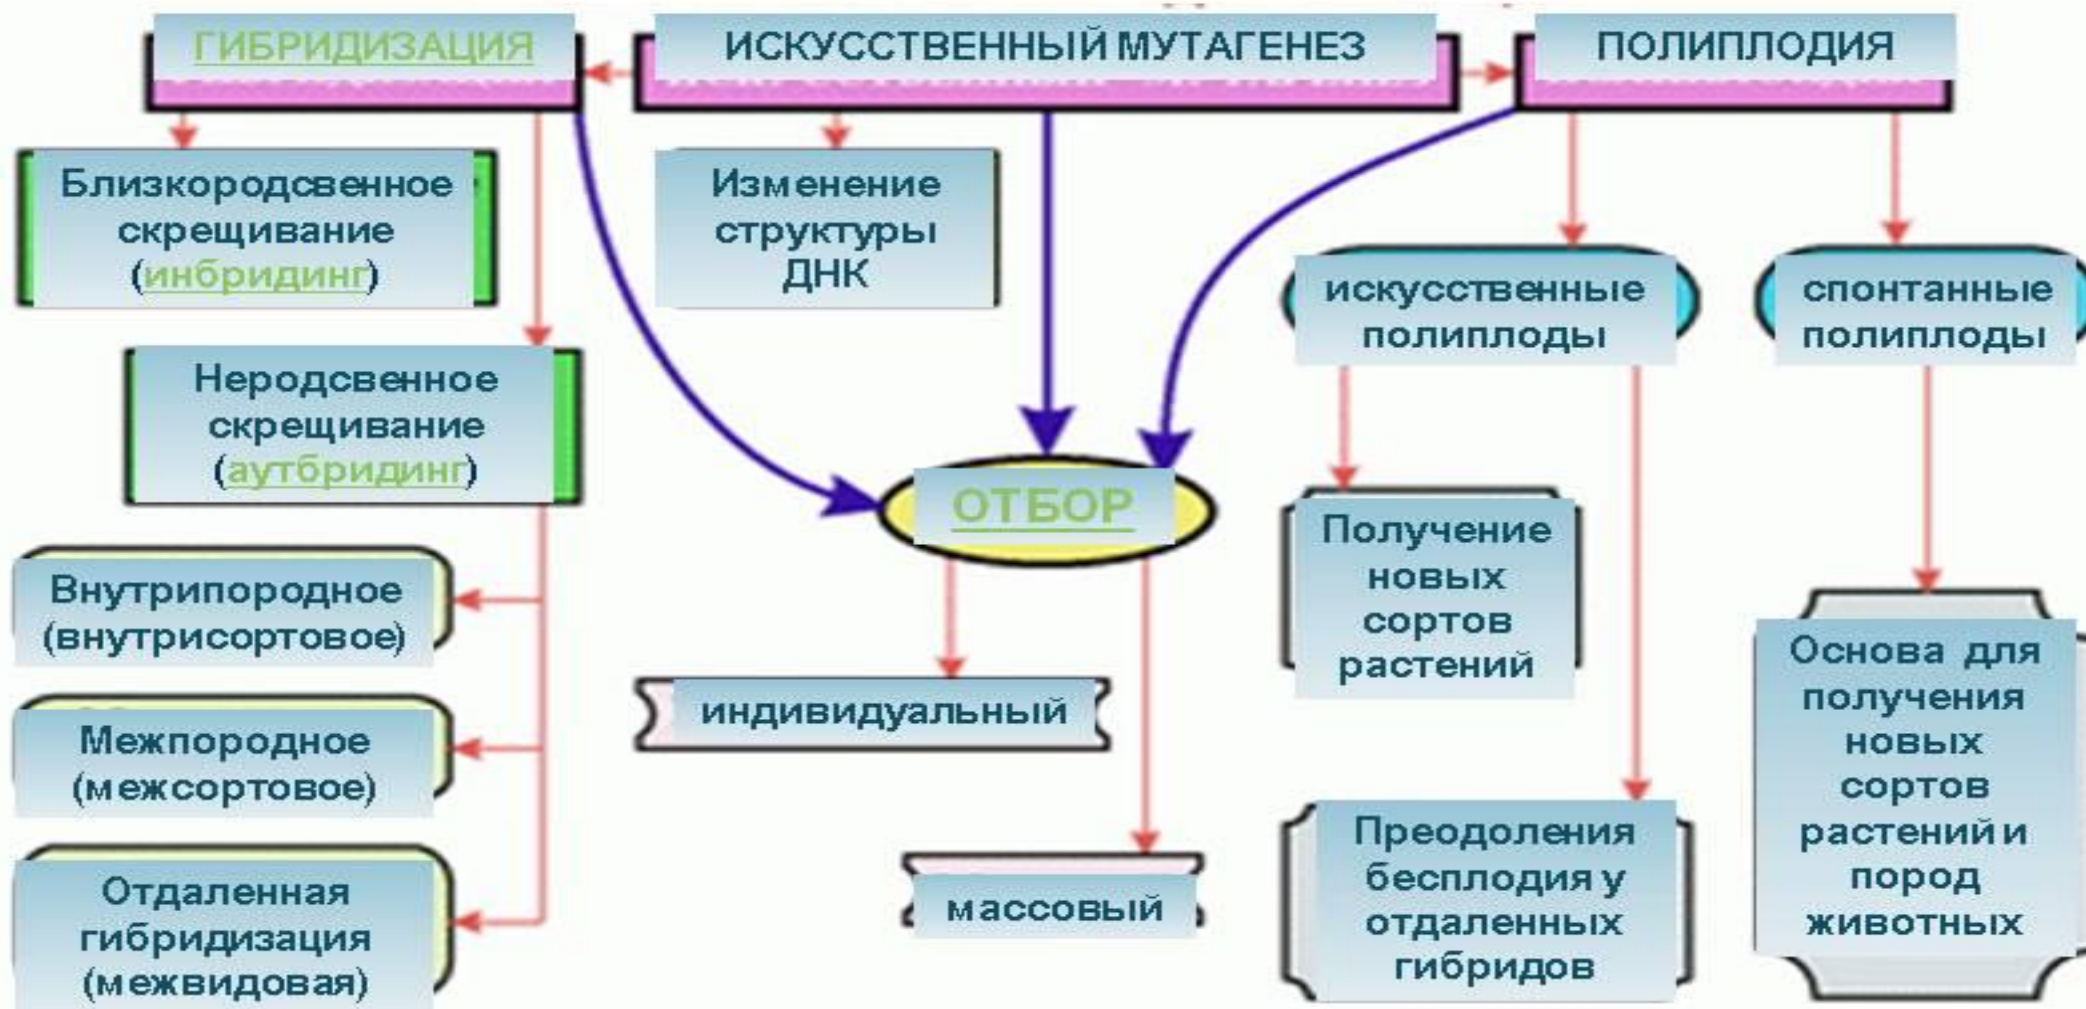 ГИБРИДИЗАЦИЯ
ИСКУССТВЕННЫЙ МУТАГЕНЕЗ
ПОЛИПЛОДИЯ
Близкородсвенное
скрещивание
(инбридинг)
Изменение
структуры
ДНК
искусственные
полиплоды
спонтанные
полиплоды
Неродсвенное
скрещивание
(аутбридинг)
ОТБОР
Внутрипородное
(внутрисортовое)
Межпородное
(межсортовое)
Отдаленная
гибридизация
(межвидовая)
индивидуальный
массовый
Получение
новых
сортов
растений
Преодоления
бесплодия у
отдаленных
гибридов
Основа для
получения
новых
сортов
растений и
пород
животных